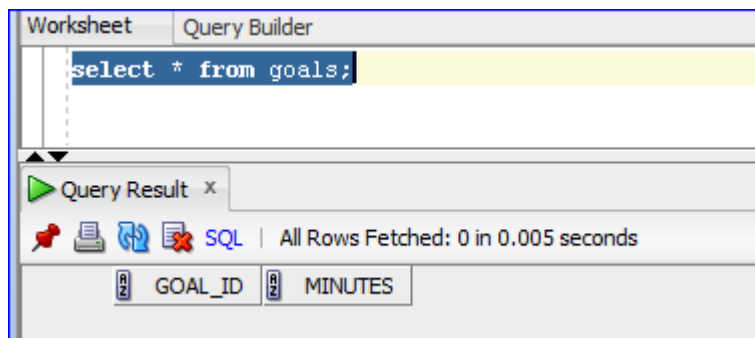 Worksheet Query Builder
select * from goals;
Query Result x
SQL | All Rows Fetched: 0 in 0.005 seconds
GOAL_ID MINUTES